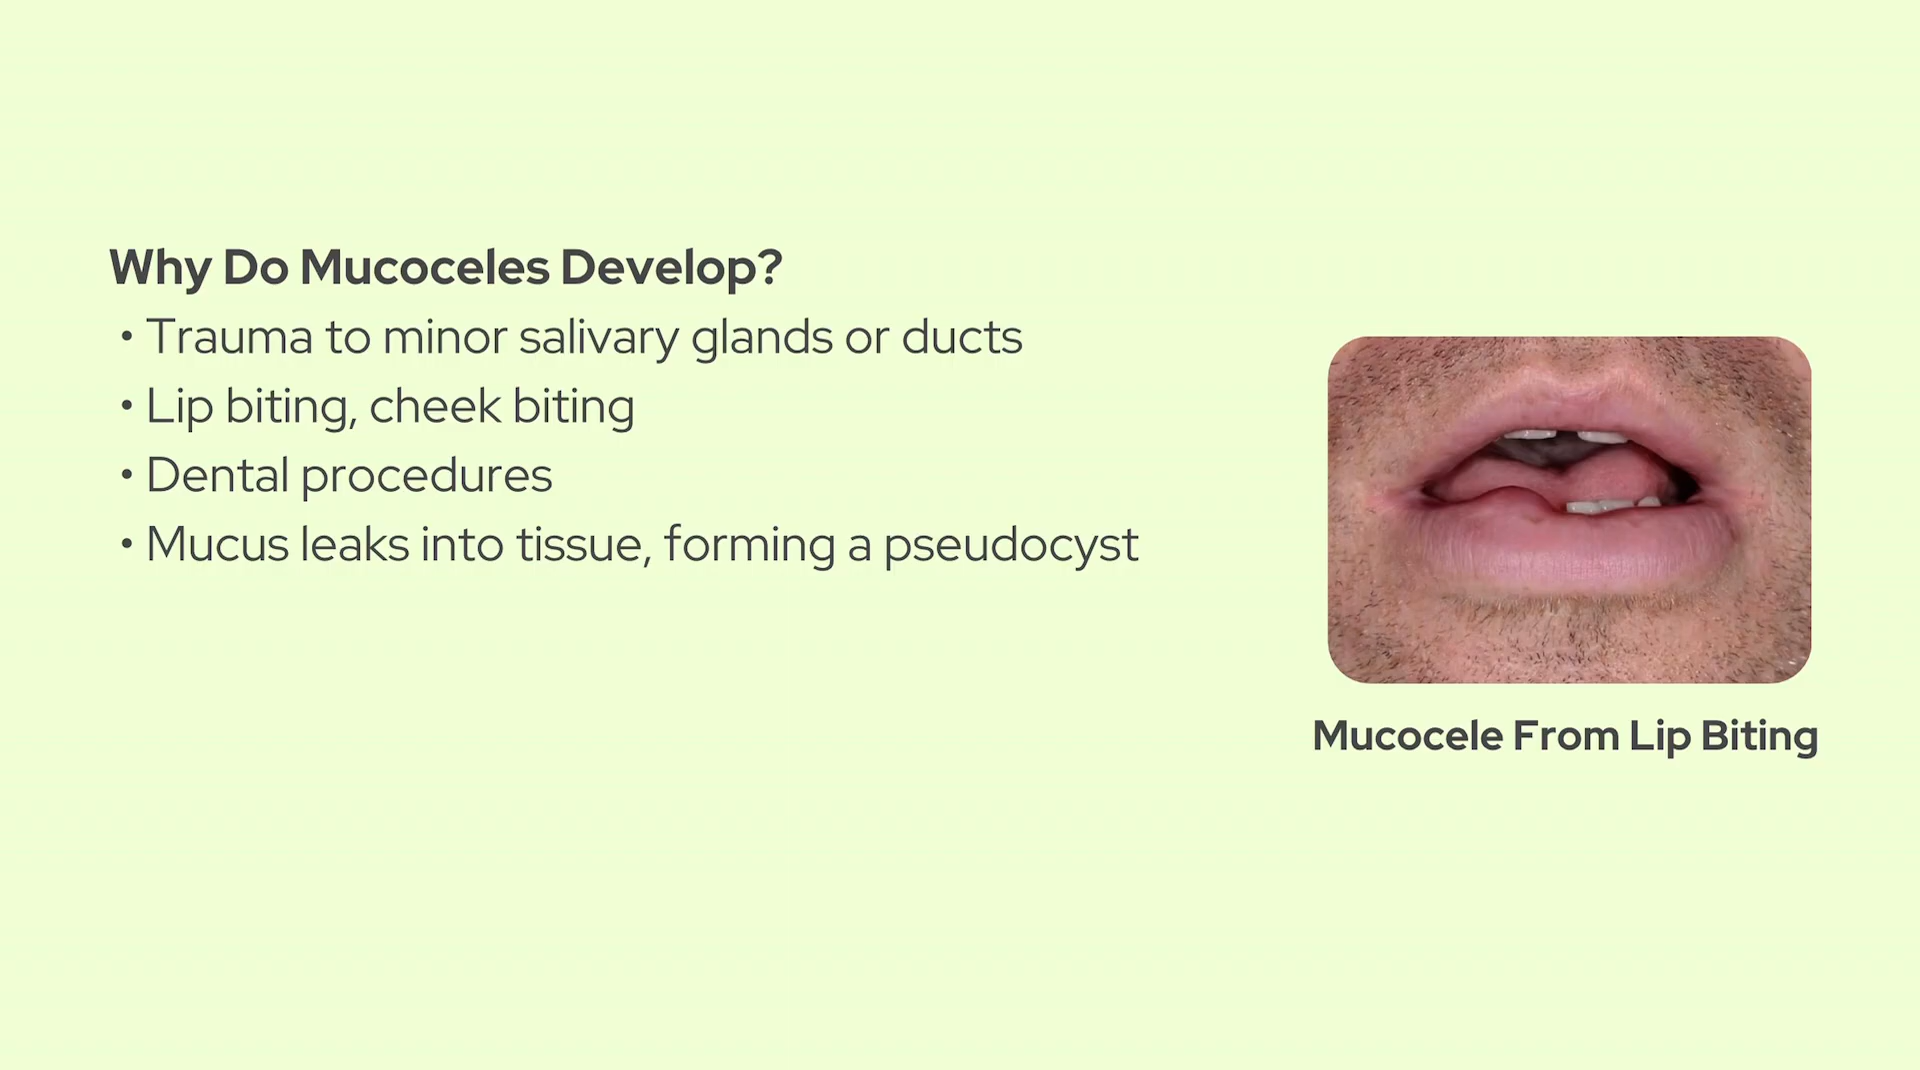 Why Do Mucoceles Develop?
• Trauma to minor salivary glands or ducts
• Lip biting, cheek biting
• Dental procedures
• Mucus leaks into tissue, forming a pseudocyst
Mucocele From Lip Biting